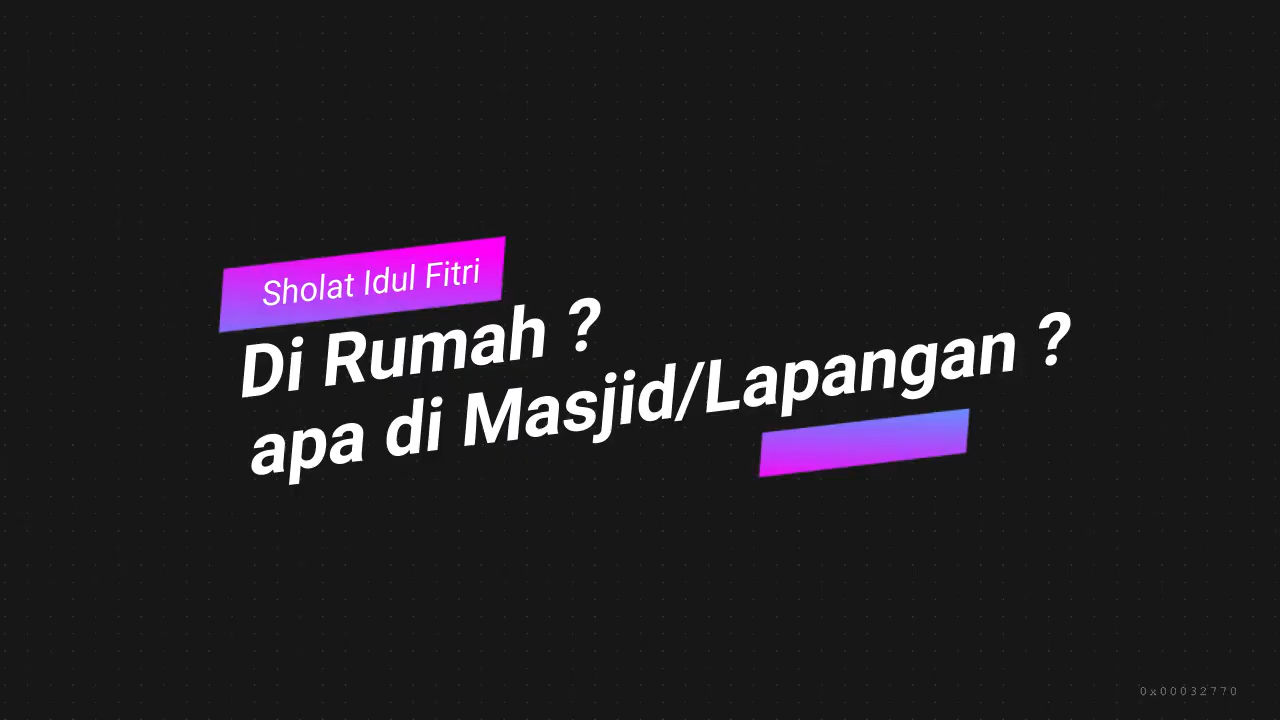 Sholat Idul Fitri
Di Rumah ?
apa di Masjid/Lapangan ?
0x00032770